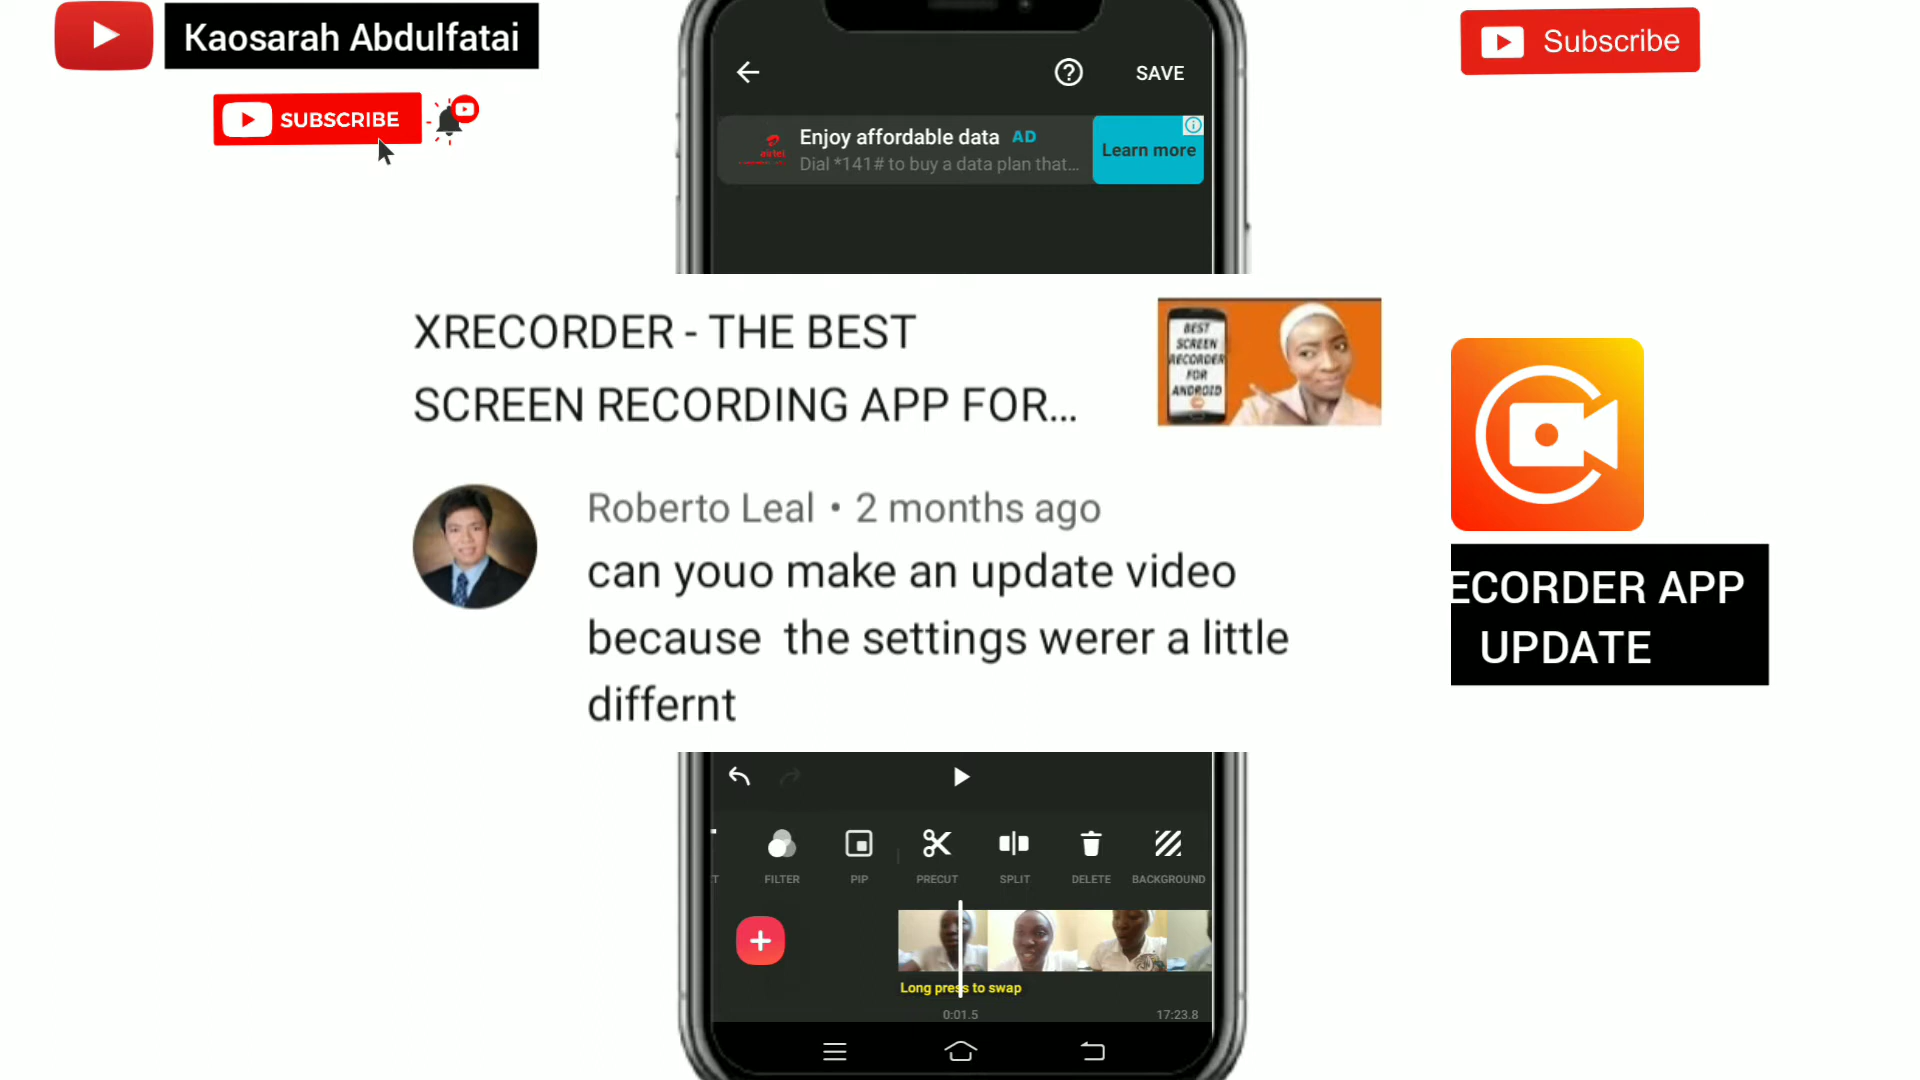 Kaosarah Abdulfatai
SUBSCRIBE
Subscribe
SAVE
airtel
Enjoy affordable data AD
Dial *141# to buy a data plan that...
Learn more
XRECORDER - THE BEST
SCREEN RECORDING APP FOR...
BEST
SCREEN
RECORDER
FOR
ANDROID
Roberto Leal • 2 months ago
can youo make an update video
because the settings werer a little
differnt
ECORDER APP
UPDATE
T FILTER PIP PRECUT SPLIT DELETE BACKGROUND
Long press to swap
0:01.5 17:23.8